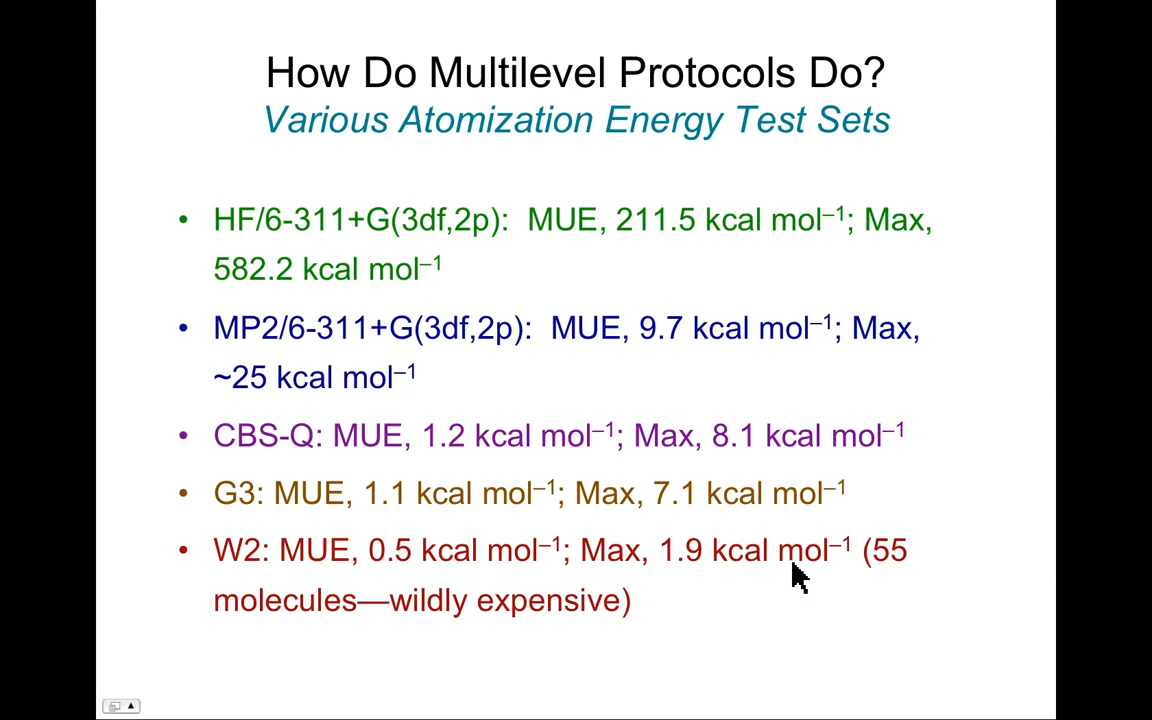 How Do Multilevel Protocols Do?
Various Atomization Energy Test Sets
• HF/6-311+G(3df,2p):  MUE, 211.5 kcal mol⁻¹; Max,
582.2 kcal mol⁻¹
• MP2/6-311+G(3df,2p):  MUE, 9.7 kcal mol⁻¹; Max,
~25 kcal mol⁻¹
• CBS-Q: MUE, 1.2 kcal mol⁻¹; Max, 8.1 kcal mol⁻¹
• G3: MUE, 1.1 kcal mol⁻¹; Max, 7.1 kcal mol⁻¹
• W2: MUE, 0.5 kcal mol⁻¹; Max, 1.9 kcal mol⁻¹ (55
molecules—wildly expensive)